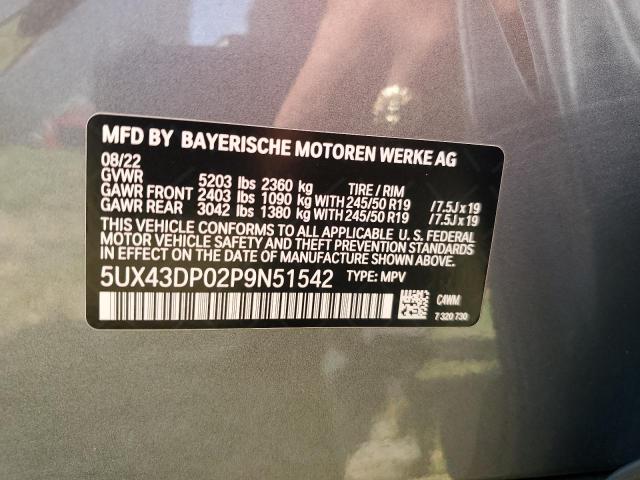 MFD BY BAYERISCHE MOTOREN WERKE AG
08/22
GVWR 5203 lbs 2360 kg TIRE / RIM
GAWR FRONT 2403 lbs 1090 kg WITH 245/50 R19 /7.5J x 19
GAWR REAR 3042 lbs 1380 kg WITH 245/50 R19 /7.5J x 19
THIS VEHICLE CONFORMS TO ALL APPLICABLE U. S. FEDERAL
MOTOR VEHICLE SAFETY AND THEFT PREVENTION STANDARDS
IN EFFECT ON THE DATE OF MANUFACTURE SHOWN ABOVE.
5UX43DP02P9N51542 TYPE: MPV
C4WM
7 320 730